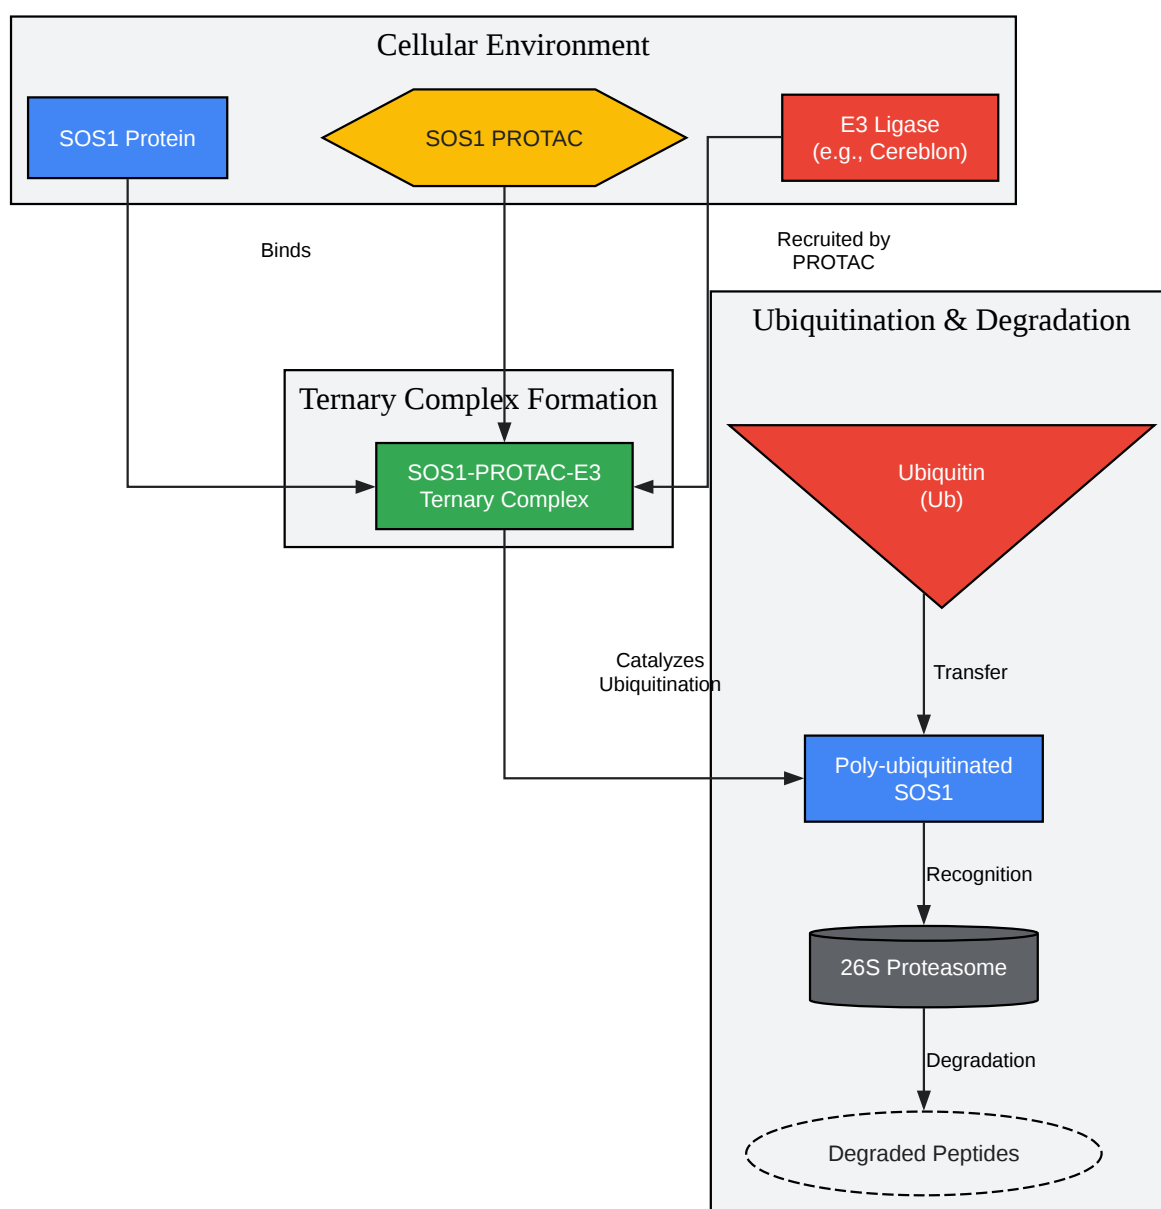 Cellular Environment
SOS1 Protein
SOS1 PROTAC
E3 Ligase
(e.g., Cereblon)
Binds
Recruited by
PROTAC
Ubiquitination & Degradation
Ternary Complex Formation
SOS1-PROTAC-E3
Ternary Complex
Ubiquitin
(Ub)
Catalyzes
Ubiquitination
Transfer
Poly-ubiquitinated
SOS1
Recognition
26S Proteasome
Degradation
Degraded Peptides